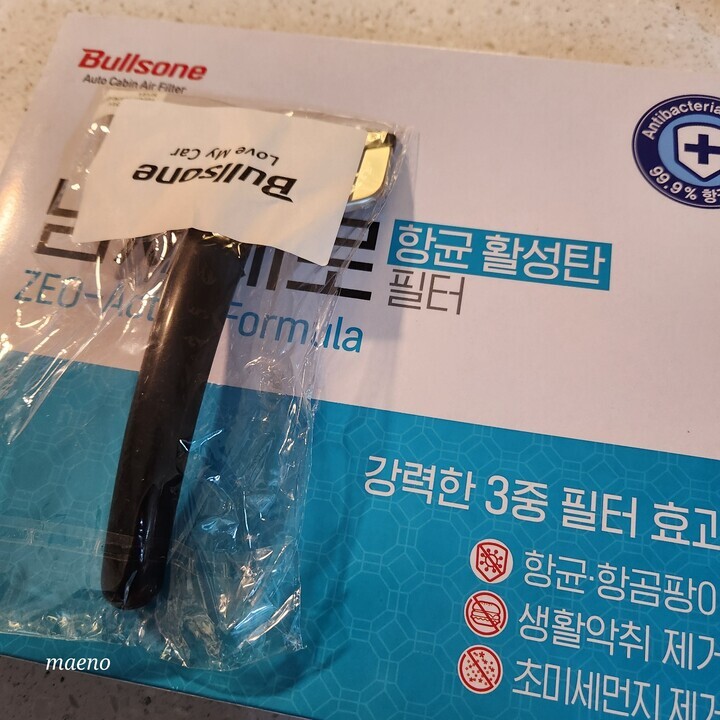 Bullsone
Auto Cabin Air Filter
Antibacteria
99.9% 항
Bullsone
Love My Car
항균 활성탄
필터
Formula
강력한 3중 필터 효과
항균·항곰팡이
생활악취 제거
초미세먼지 제거
maeno